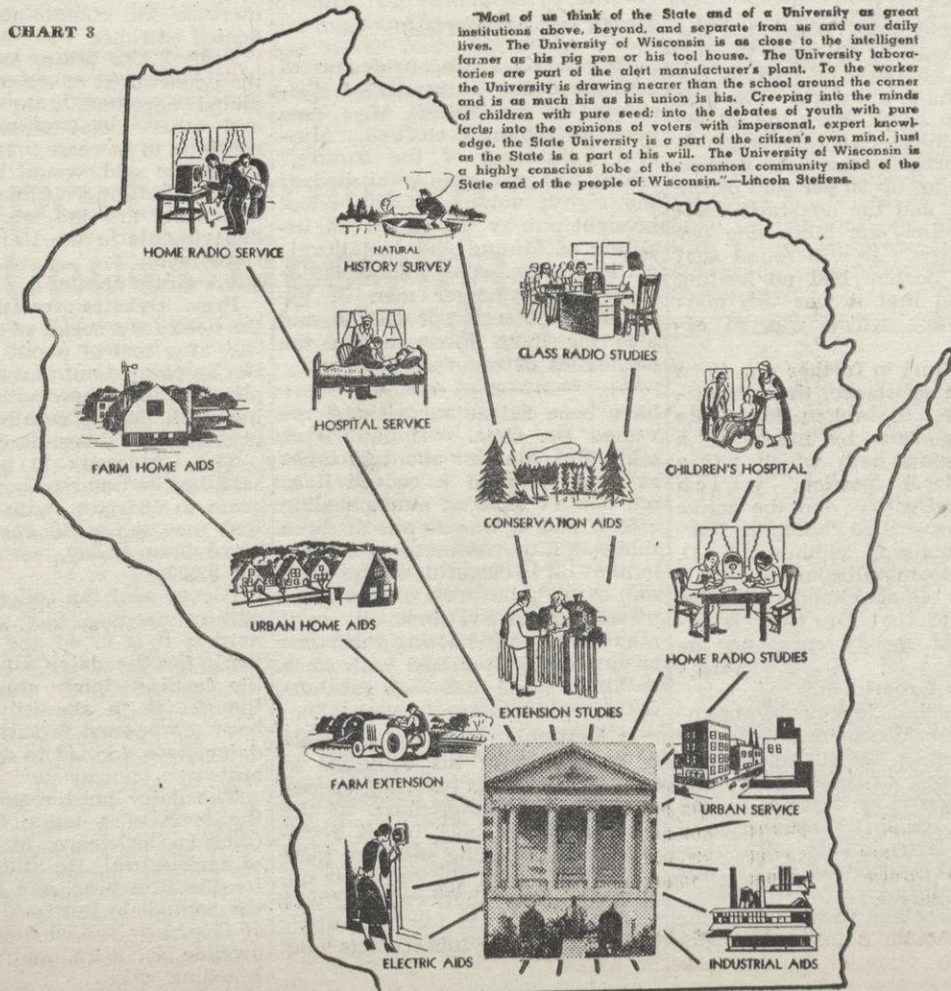 CHART 3
"Most of us think of the State and of a University as great
institutions above, beyond, and separate from us and our daily
lives. The University of Wisconsin is as close to the intelligent
farmer as his pig pen or his tool house. The University labora-
tories are part of the alert manufacturer's plant. To the worker
the University is drawing nearer than the school around the corner
and is as much his as his union is his. Creeping into the minds
of children with pure seed; into the debates of youth with pure
facts; into the opinions of voters with impersonal, expert knowl-
edge, the State University is a part of the citizen's own mind, just
as the State is a part of his will. The University of Wisconsin is
a highly conscious lobe of the common community mind of the
State and of the people of Wisconsin."—Lincoln Steffens.
HOME RADIO SERVICE
NATURAL
HISTORY SURVEY
CLASS RADIO STUDIES
HOSPITAL SERVICE
FARM HOME AIDS
CHILDREN'S HOSPITAL
CONSERVATION AIDS
URBAN HOME AIDS
HOME RADIO STUDIES
EXTENSION STUDIES
FARM EXTENSION
URBAN SERVICE
ELECTRIC AIDS
INDUSTRIAL AIDS